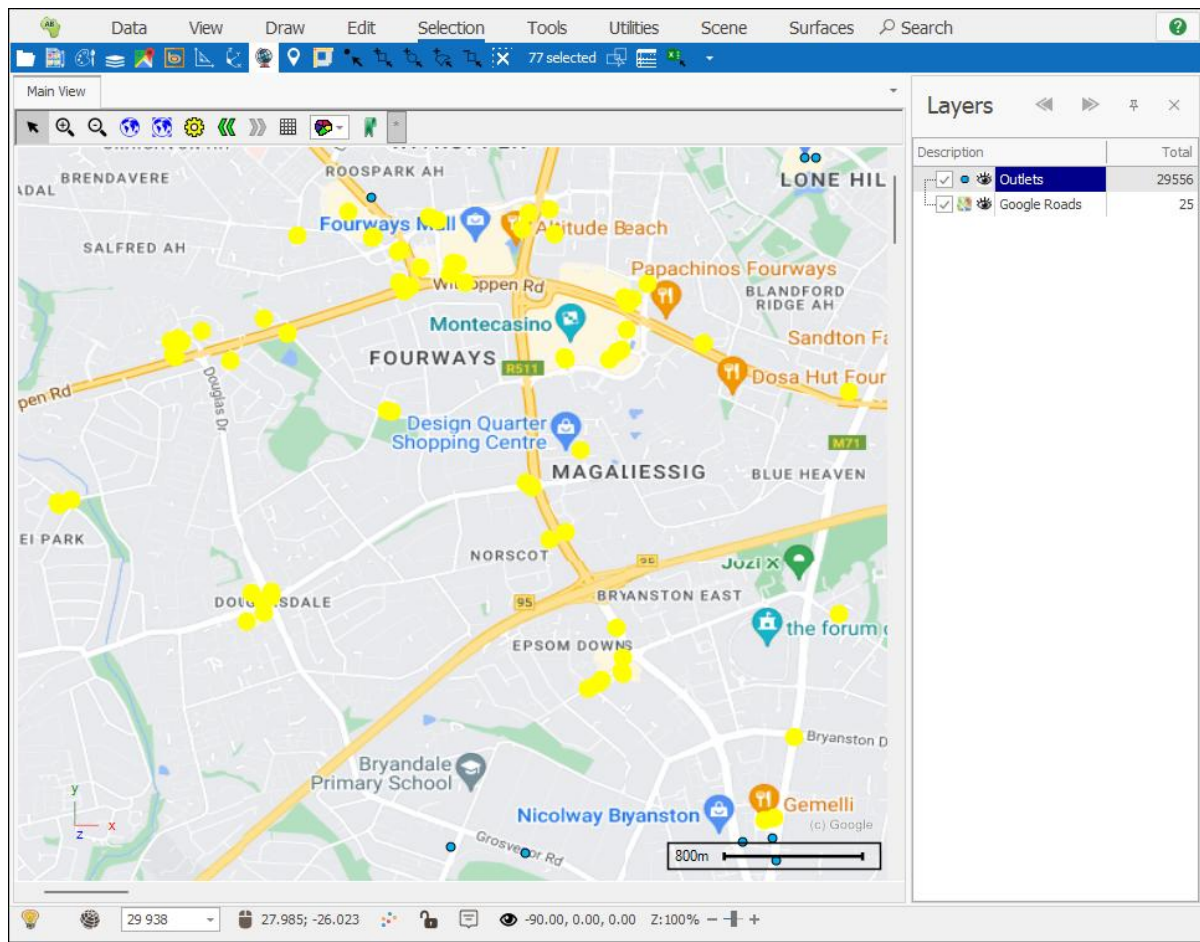 AB
Data View Draw Edit Selection Tools Utilities Scene Surfaces Search ?
77 selected
Main View
Layers
Description Total
Outlets 29556
Google Roads 25
BRENDAVERE
ROOSPARK AH
LONE HIL
Fourways Mall
Altitude Beach
SALFRED AH
Papachinos Fourways
BLANDFORD
RIDGE AH
Montecasino
Sandton Fa
FOURWAYS
R511
Dosa Hut Four
pen Rd
Douglas Dr
Design Quarter
Shopping Centre
M71
MAGALIESSIG
BLUE HEAVEN
EI PARK
NORSCOT
95
Jozi X
95
BRYANSTON EAST
the forum
EPSOM DOWNS
Bryanston D
Bryandale
Primary School
y
z x
Nicolway Bryanston
Gemelli
(c) Google
Grosvenor Rd
800m
29 938 27.985; -26.023 -90.00, 0.00, 0.00 Z:100% +